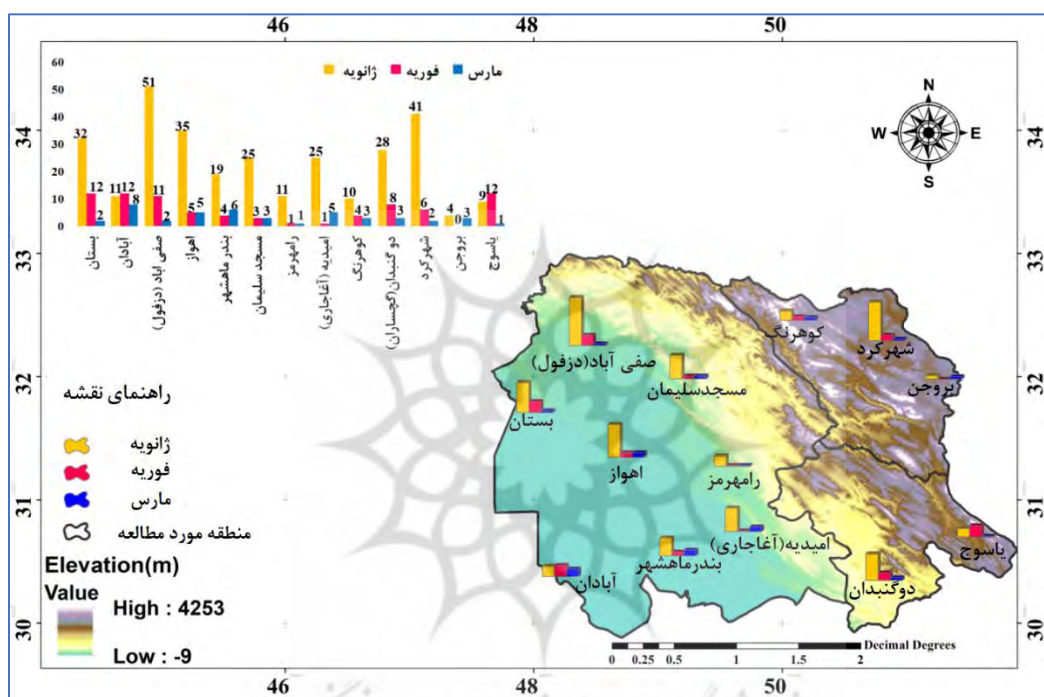 46 48 50
60
50
40
30
20
10
0
ژانویه فوریه مارس
32 12 2
11 12 8
51 11 2
35 5 5
19 4 6
25 3 3
11 1 1
25 1 5
10 4 3
28 8 3
41 6 2
4 0 3
9 12 1
بستان
آبادان
صفی اباد (دزفول)
اهواز
بندر ماهشهر
مسجد سلیمان
رامهرمز
امیدیه (آغاجاری)
کوهرنگ
دو گنبدان(گچساران)
شهرکرد
بروجن
یاسوج
N
W E
S
34 34
33 33
32 32
31 31
30 30
کوهرنگ
شهرکرد
صفی آباد(دزفول)
مسجدسلیمان
بروجن
بستان
اهواز
رامهرمز
امیدیه(آغاجاری)
یاسوج
بندرماهشهر
آبادان
دوگنبدان
راهنمای نقشه
ژانویه
فوریه
مارس
منطقه مورد مطالعه
Elevation(m)
Value
High : 4253
Low : -9
Decimal Degrees
0 0.25 0.5 1 1.5 2
46 48 50